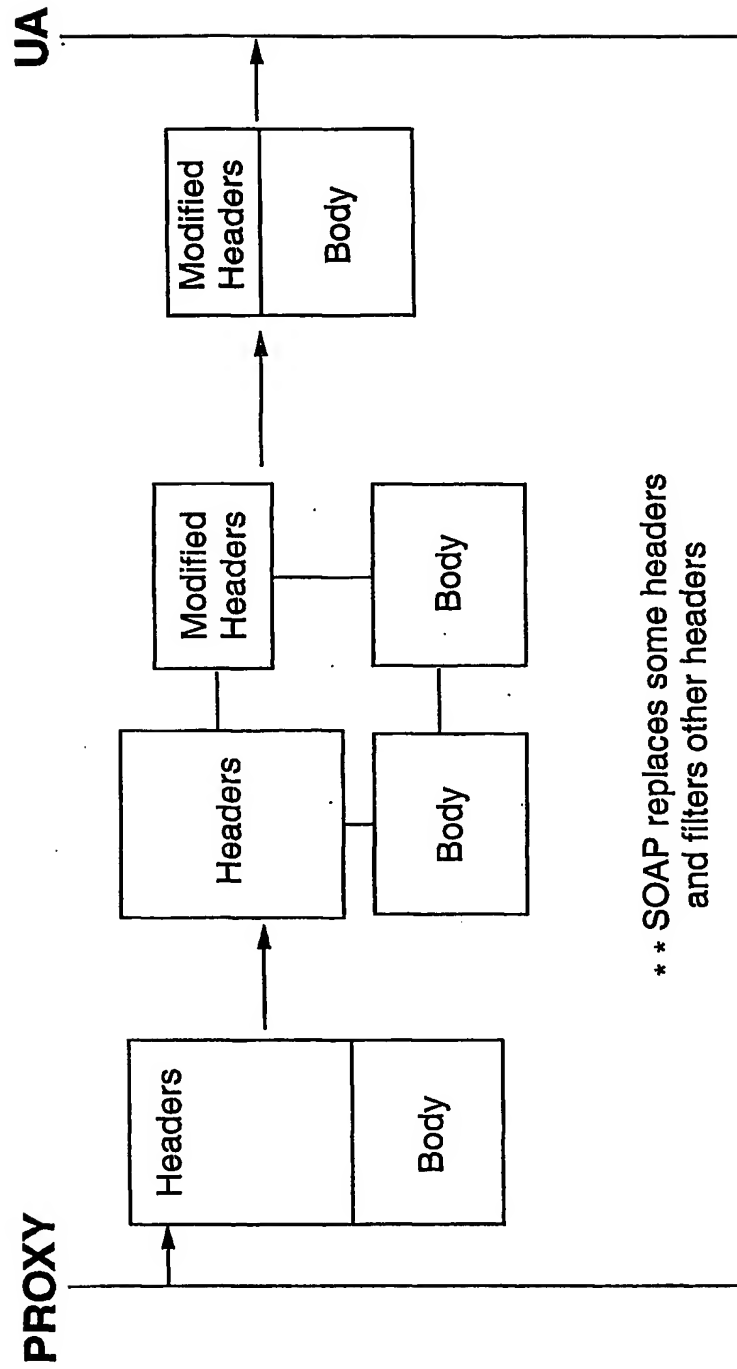 PROXY
UA
Headers
Body
Headers
Body
Modified
Headers
Body
Modified
Headers
Body
* * SOAP replaces some headers
and filters other headers